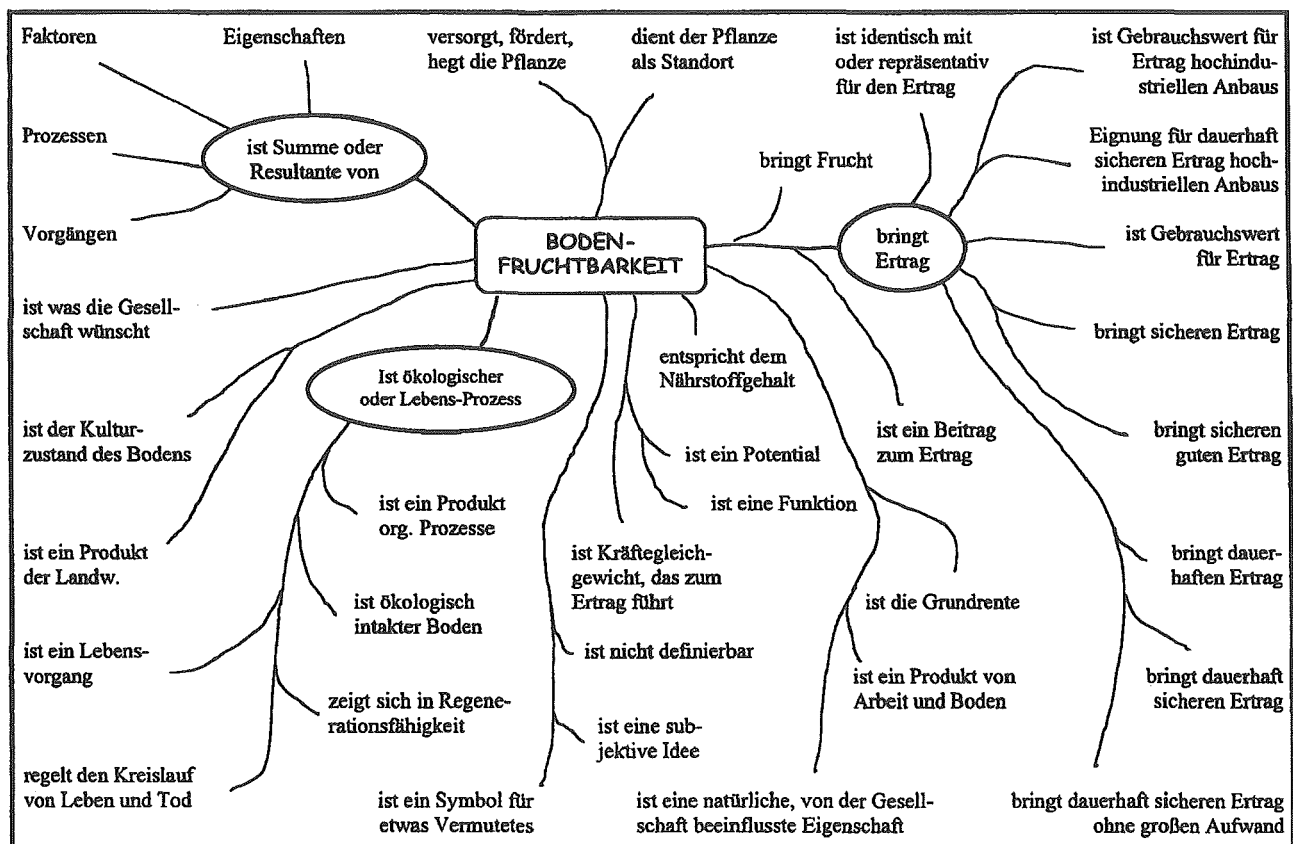 Faktoren
Eigenschaften
versorgt, fördert,
hegt die Pflanze
dient der Pflanze
als Standort
ist identisch mit
oder repräsentativ
für den Ertrag
ist Gebrauchswert für
Ertrag hochindu-
striellen Anbaus
Prozessen
ist Summe oder
Resultante von
bringt Frucht
Eignung für dauerhaft
sicheren Ertrag hoch-
industriellen Anbaus
Vorgängen
BODEN-
FRUCHTBARKEIT
bringt
Ertrag
ist Gebrauchswert
für Ertrag
ist was die Gesell-
schaft wünscht
bringt sicheren Ertrag
Ist ökologischer
oder Lebens-Prozess
entspricht dem
Nährstoffgehalt
ist der Kultur-
zustand des Bodens
ist ein Potential
ist ein Beitrag
zum Ertrag
bringt sicheren
guten Ertrag
ist ein Produkt
org. Prozesse
ist eine Funktion
ist ein Produkt
der Landw.
ist Kräftegleich-
gewicht, das zum
Ertrag führt
bringt dauer-
haften Ertrag
ist ökologisch
intakter Boden
ist die Grundrente
ist ein Lebens-
vorgang
ist nicht definierbar
ist ein Produkt von
Arbeit und Boden
bringt dauerhaft
sicheren Ertrag
zeigt sich in Regene-
rationsfähigkeit
ist eine sub-
jektive Idee
regelt den Kreislauf
von Leben und Tod
ist ein Symbol für
etwas Vermutetes
ist eine natürliche, von der Gesell-
schaft beeinflusste Eigenschaft
bringt dauerhaft sicheren Ertrag
ohne großen Aufwand